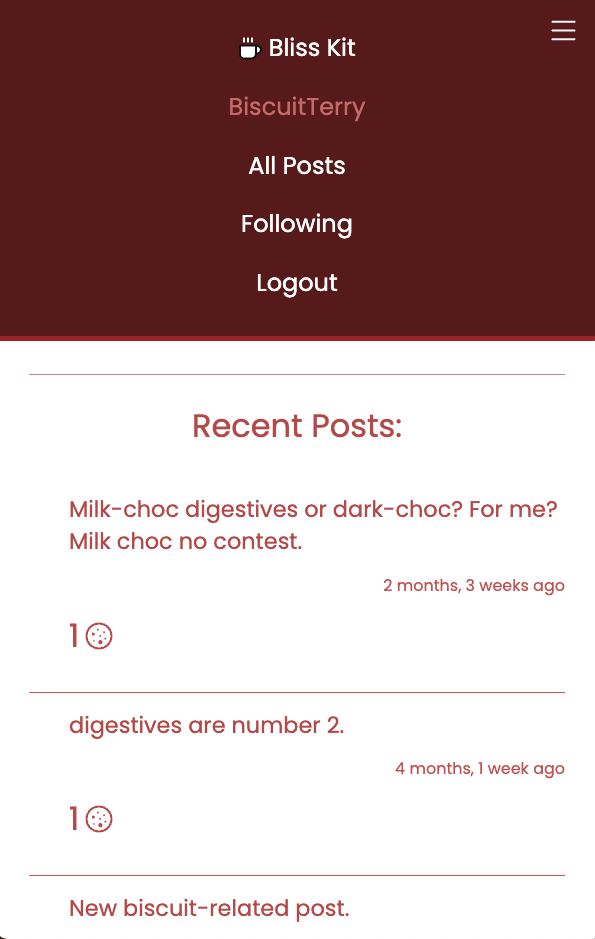 Bliss Kit
BiscuitTerry
All Posts
Following
Logout
Recent Posts:
Milk-choc digestives or dark-choc? For me?
Milk choc no contest.
2 months, 3 weeks ago
1
digestives are number 2.
4 months, 1 week ago
1
New biscuit-related post.